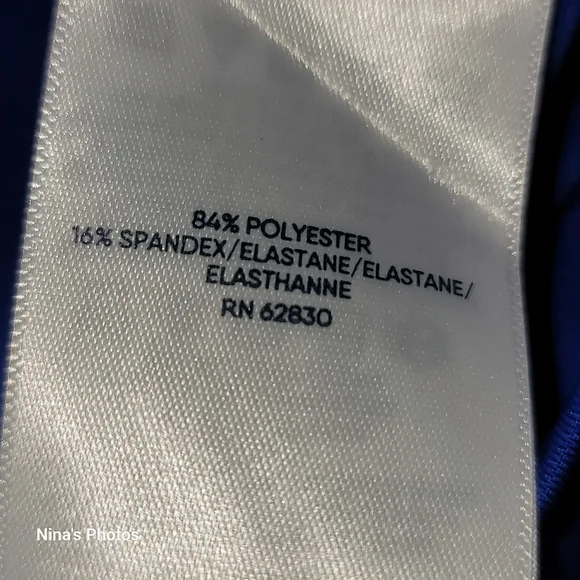 84% POLYESTER
16% SPANDEX/ELASTANE/ELASTANE/
ELASTHANNE
RN 62830
Nina's Photos